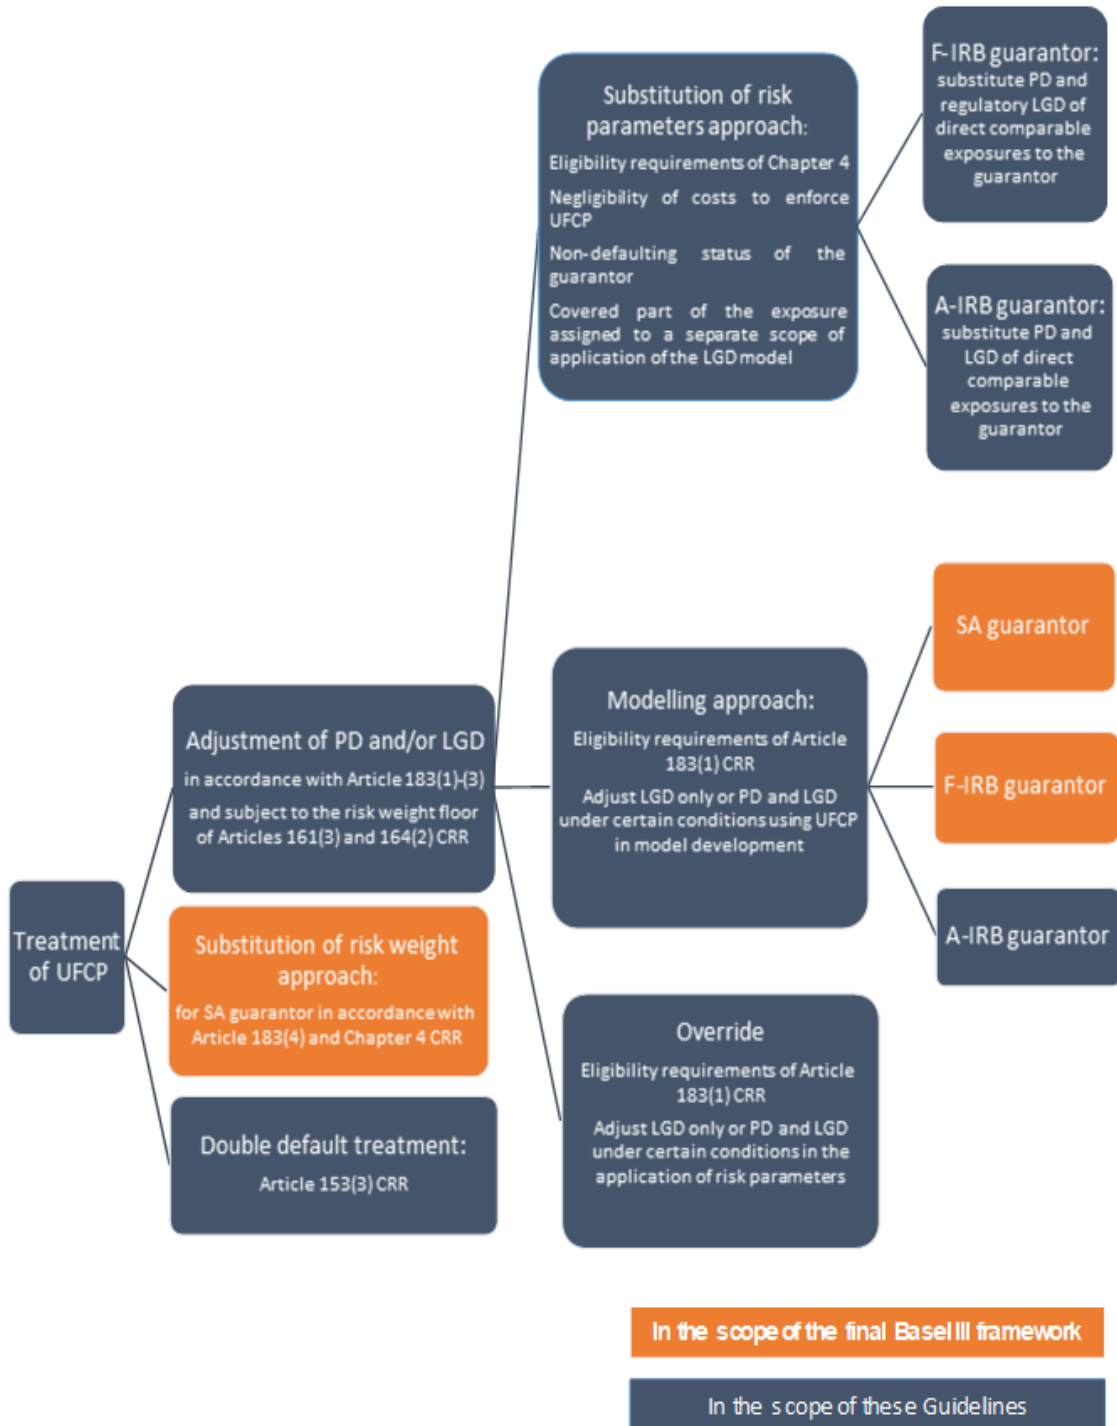 Treatment
of UFCP
Adjustment of PD and/or LGD
in accordance with Article 183(1)-(3)
and subject to the risk weight floor
of Articles 161(3) and 164(2) CRR
Substitution of risk weight
approach:
for SA guarantor in accordance with
Article 183(4) and Chapter 4 CRR
Double default treatment:
Article 153(3) CRR
Substitution of risk
parameters approach:
Eligibility requirements of Chapter 4
Negligibility of costs to enforce
UFCP
Non-defaulting status of the
guarantor
Covered part of the exposure
assigned to a separate scope of
application of the LGD model
Modelling approach:
Eligibility requirements of Article
183(1) CRR
Adjust LGD only or PD and LGD
under certain conditions using UFCP
in model development
Override
Eligibility requirements of Article
183(1) CRR
Adjust LGD only or PD and LGD
under certain conditions in the
application of risk parameters
F-IRB guarantor:
substitute PD and
regulatory LGD of
direct comparable
exposures to the
guarantor
A-IRB guarantor:
substitute PD and
LGD of direct
comparable
exposures to the
guarantor
SA guarantor
F-IRB guarantor
A-IRB guarantor
In the scope of the final Basel III framework
In the scope of these Guidelines